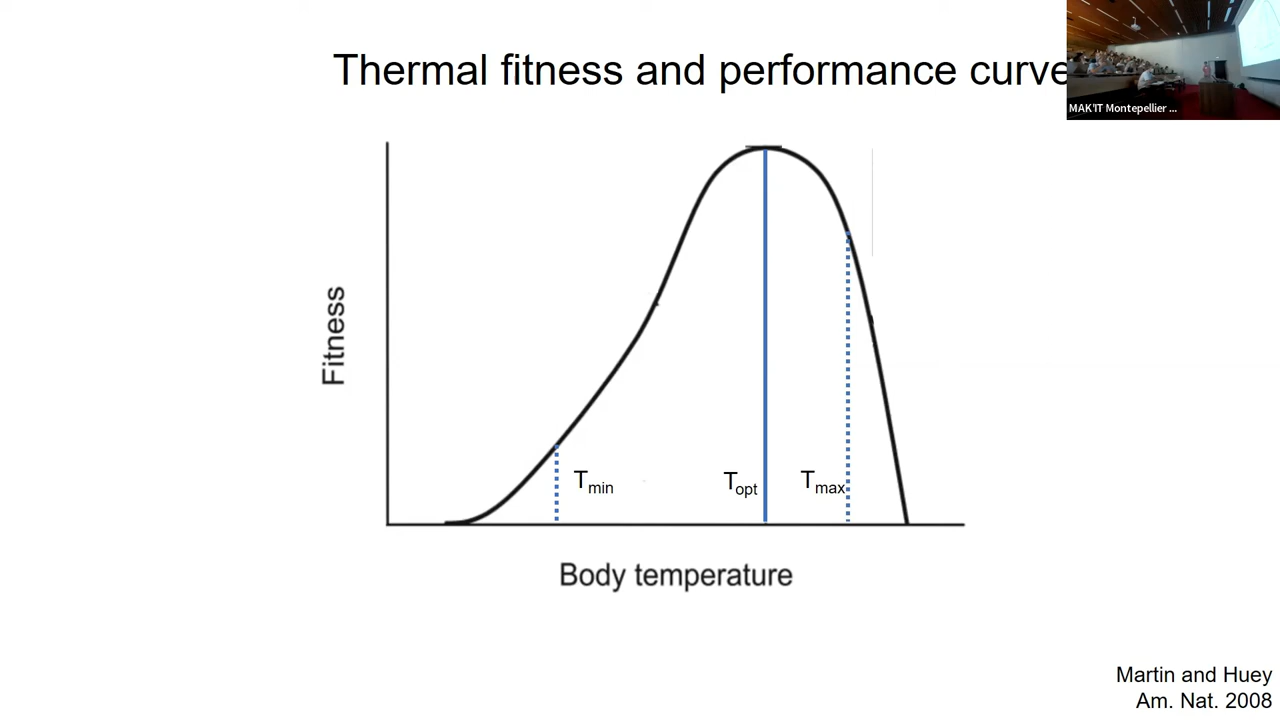 Thermal fitness and performance curve
MAK'IT Montepellier ...
Fitness
Tmin
Topt
Tmax
Body temperature
Martin and Huey
Am. Nat. 2008